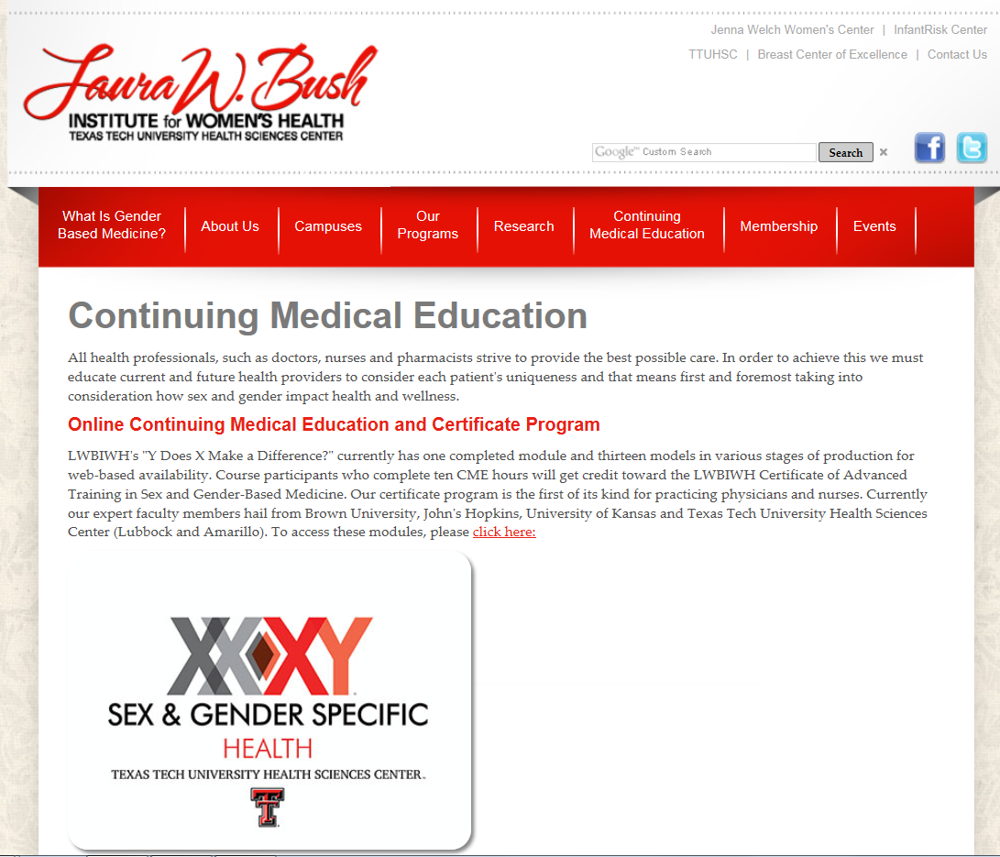 Jenna Welch Women's Center | InfantRisk Center
TTUHSC | Breast Center of Excellence | Contact Us
Laura W. Bush
INSTITUTE for WOMEN'S HEALTH
TEXAS TECH UNIVERSITY HEALTH SCIENCES CENTER
Google™ Custom Search
Search
What Is Gender
Based Medicine?
About Us
Campuses
Our
Programs
Research
Continuing
Medical Education
Membership
Events
Continuing Medical Education
All health professionals, such as doctors, nurses and pharmacists strive to provide the best possible care. In order to achieve this we must
educate current and future health providers to consider each patient's uniqueness and that means first and foremost taking into
consideration how sex and gender impact health and wellness.
Online Continuing Medical Education and Certificate Program
LWBIWH's "Y Does X Make a Difference?" currently has one completed module and thirteen models in various stages of production for
web-based availability. Course participants who complete ten CME hours will get credit toward the LWBIWH Certificate of Advanced
Training in Sex and Gender-Based Medicine. Our certificate program is the first of its kind for practicing physicians and nurses. Currently
our expert faculty members hail from Brown University, John's Hopkins, University of Kansas and Texas Tech University Health Sciences
Center (Lubbock and Amarillo). To access these modules, please click here:
XXXY
SEX & GENDER SPECIFIC
HEALTH
TEXAS TECH UNIVERSITY HEALTH SCIENCES CENTER